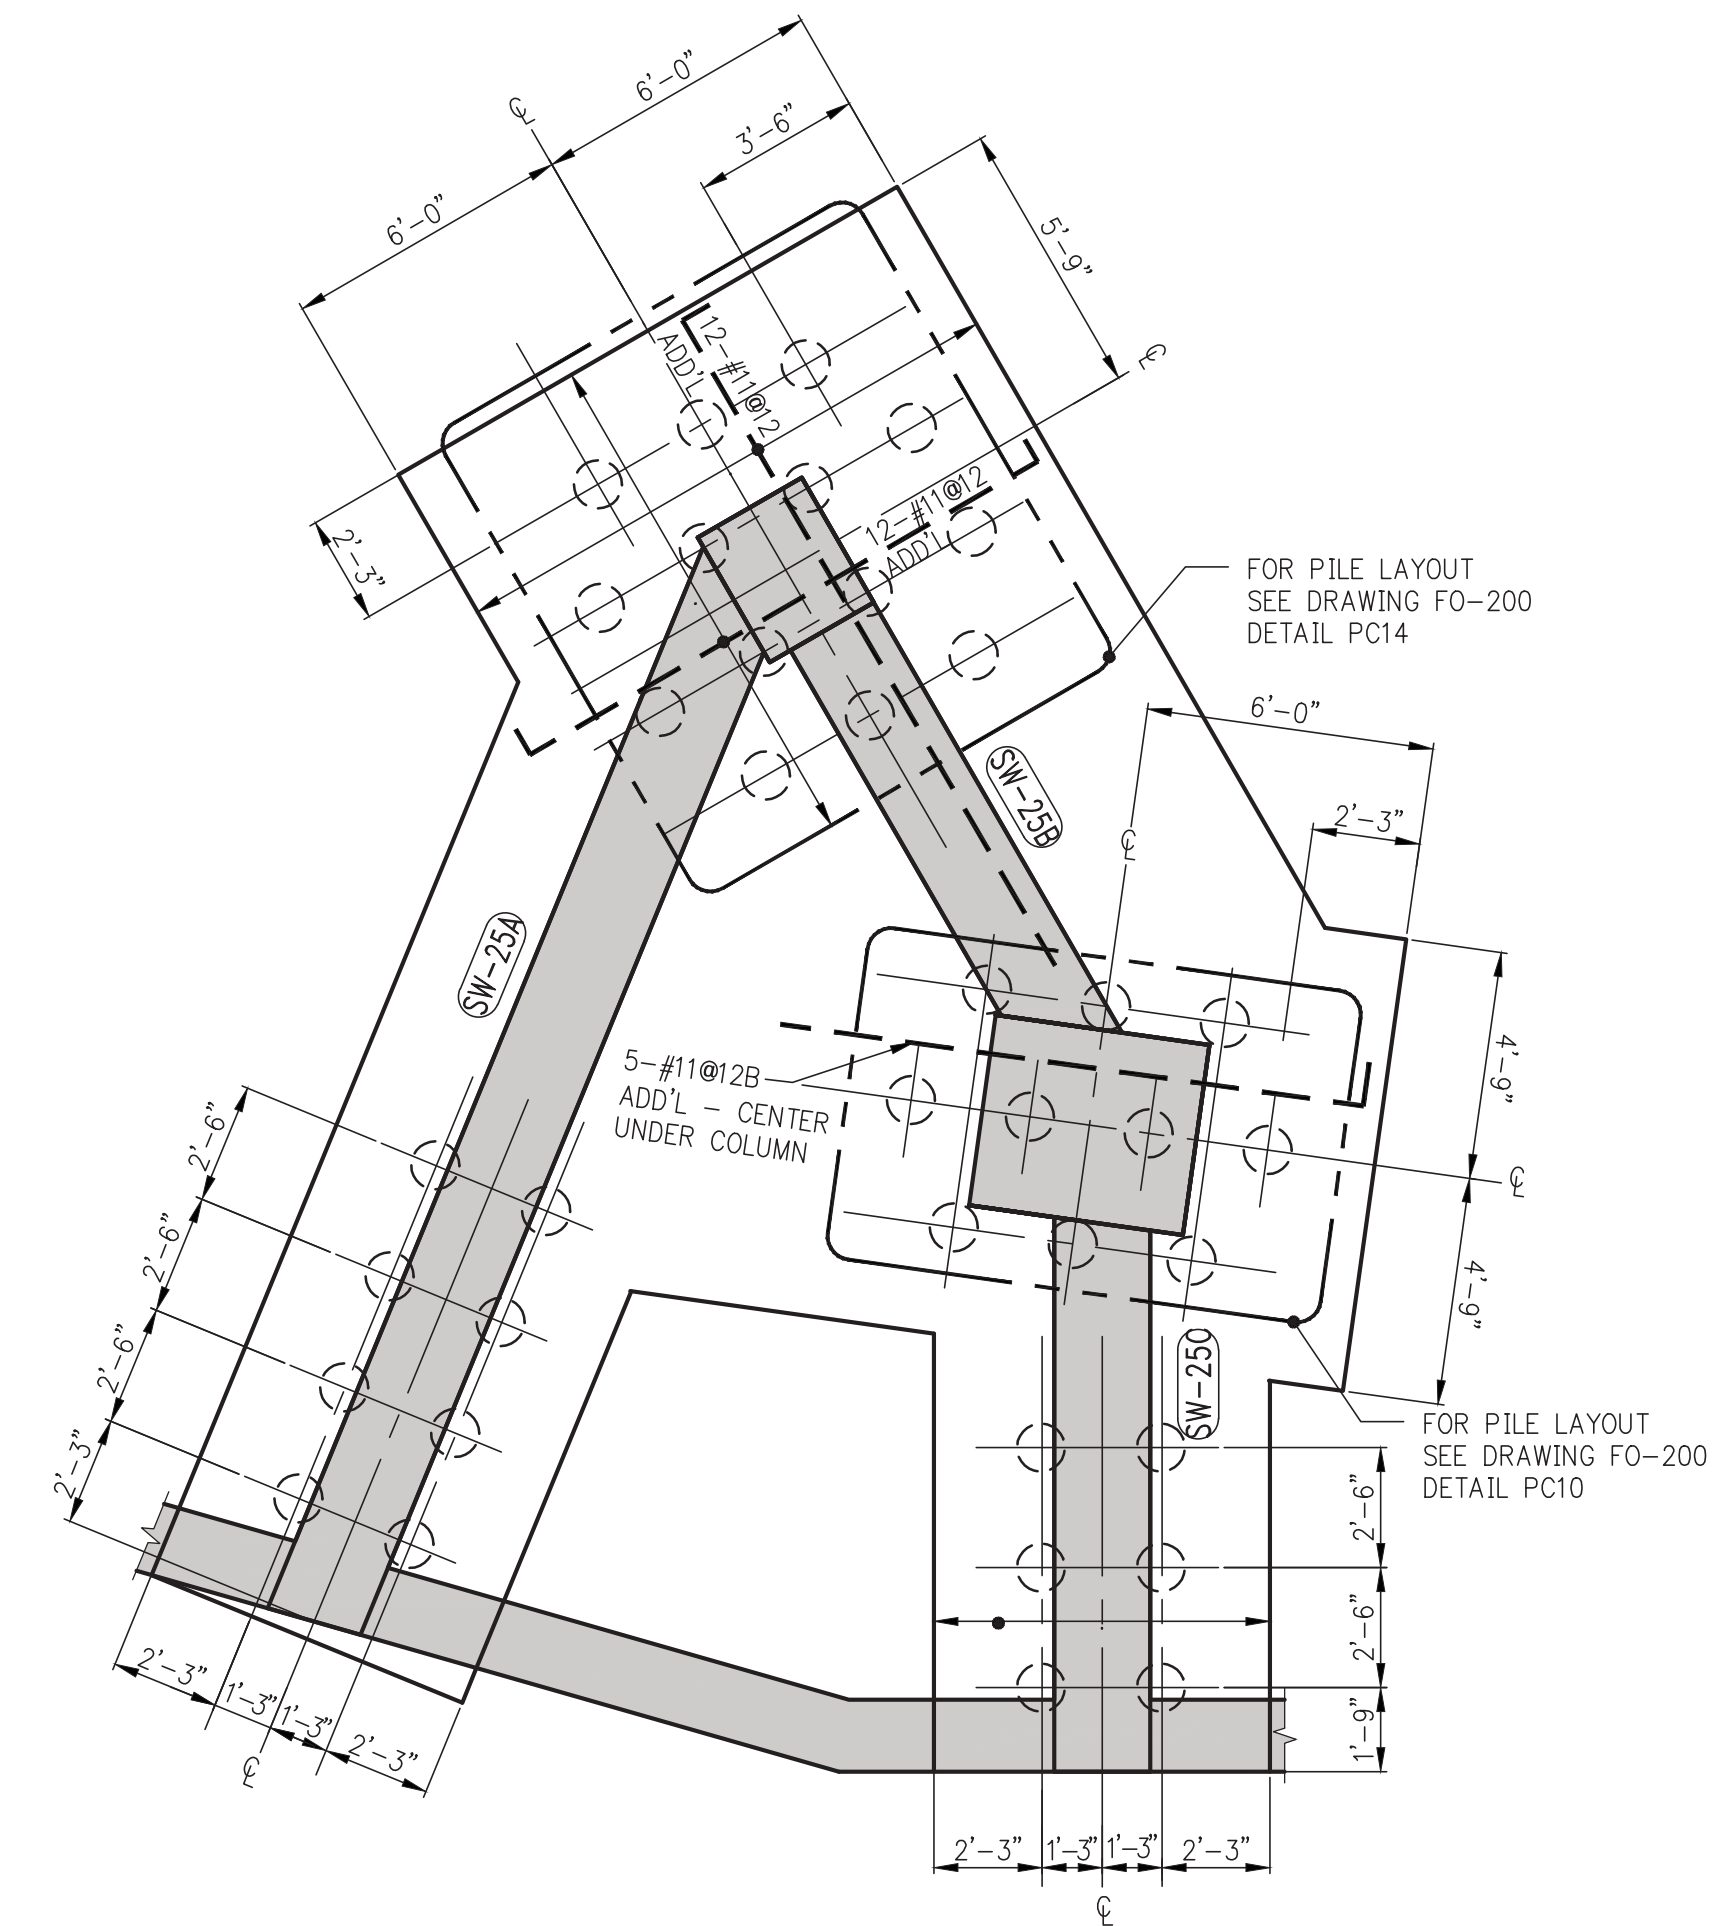 6'-0"
6'-0"
3'-6"
5'-9"
2'-3"
12-#11@12
ADD'L
12-#11@12
ADD'L
FOR PILE LAYOUT
SEE DRAWING FO-200
DETAIL PC14
6'-0"
2'-3"
SW-25B
SW-25A
4'-9"
4'-9"
5-#11@12B
ADD'L - CENTER
UNDER COLUMN
2'-6"
2'-6"
2'-6"
2'-3"
SW-25C
FOR PILE LAYOUT
SEE DRAWING FO-200
DETAIL PC10
2'-6"
2'-6"
1'-9"
2'-3"
1'-3"
1'-3"
2'-3"
2'-3"
1'-3"
1'-3"
2'-3"